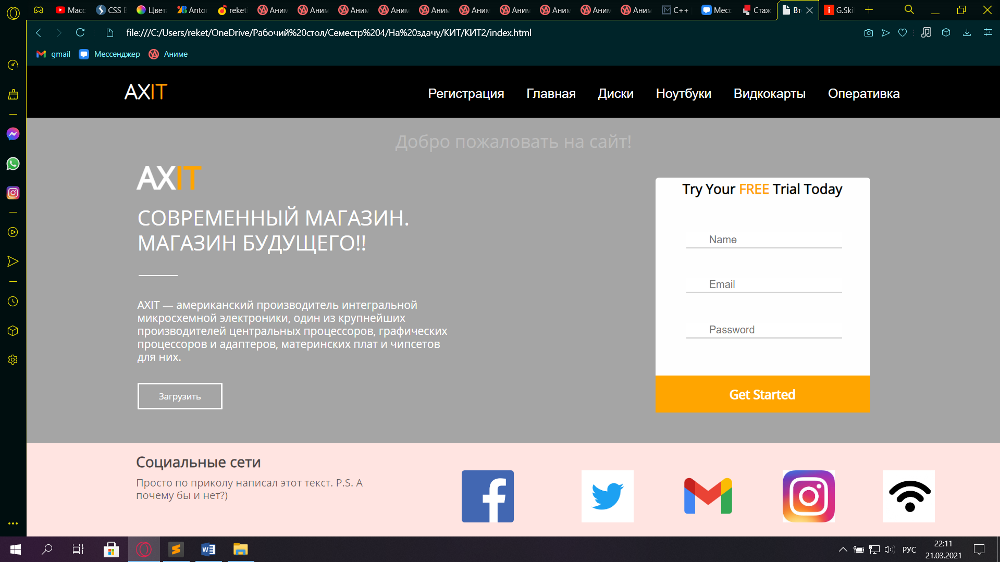 Масс
CSS E
Цвет
Anto
reket
Аним
Аним
Аним
Аним
Аним
Аним
Аним
Аним
Аним
Аним
C++
Месс
Стаж
Вт
G.Ski
file:///C:/Users/reket/OneDrive/Рабочий%20стол/Семестр%204/На%20здачу/КИТ/КИТ2/index.html
gmail
Мессенджер
Аниме
AXIT
Регистрация
Главная
Диски
Ноутбуки
Видкокарты
Оперативка
Добро пожаловать на сайт!
AXIT
СОВРЕМЕННЫЙ МАГАЗИН.
МАГАЗИН БУДУЩЕГО!!
AXIT — американский производитель интегральной
микросхемной электроники, один из крупнейших
производителей центральных процессоров, графических
процессоров и адаптеров, материнских плат и чипсетов
для них.
Загрузить
Try Your FREE Trial Today
Name
Email
Password
Get Started
Социальные сети
Просто по приколу написал этот текст. P.S. А
почему бы и нет?)
РУС
22:11
21.03.2021